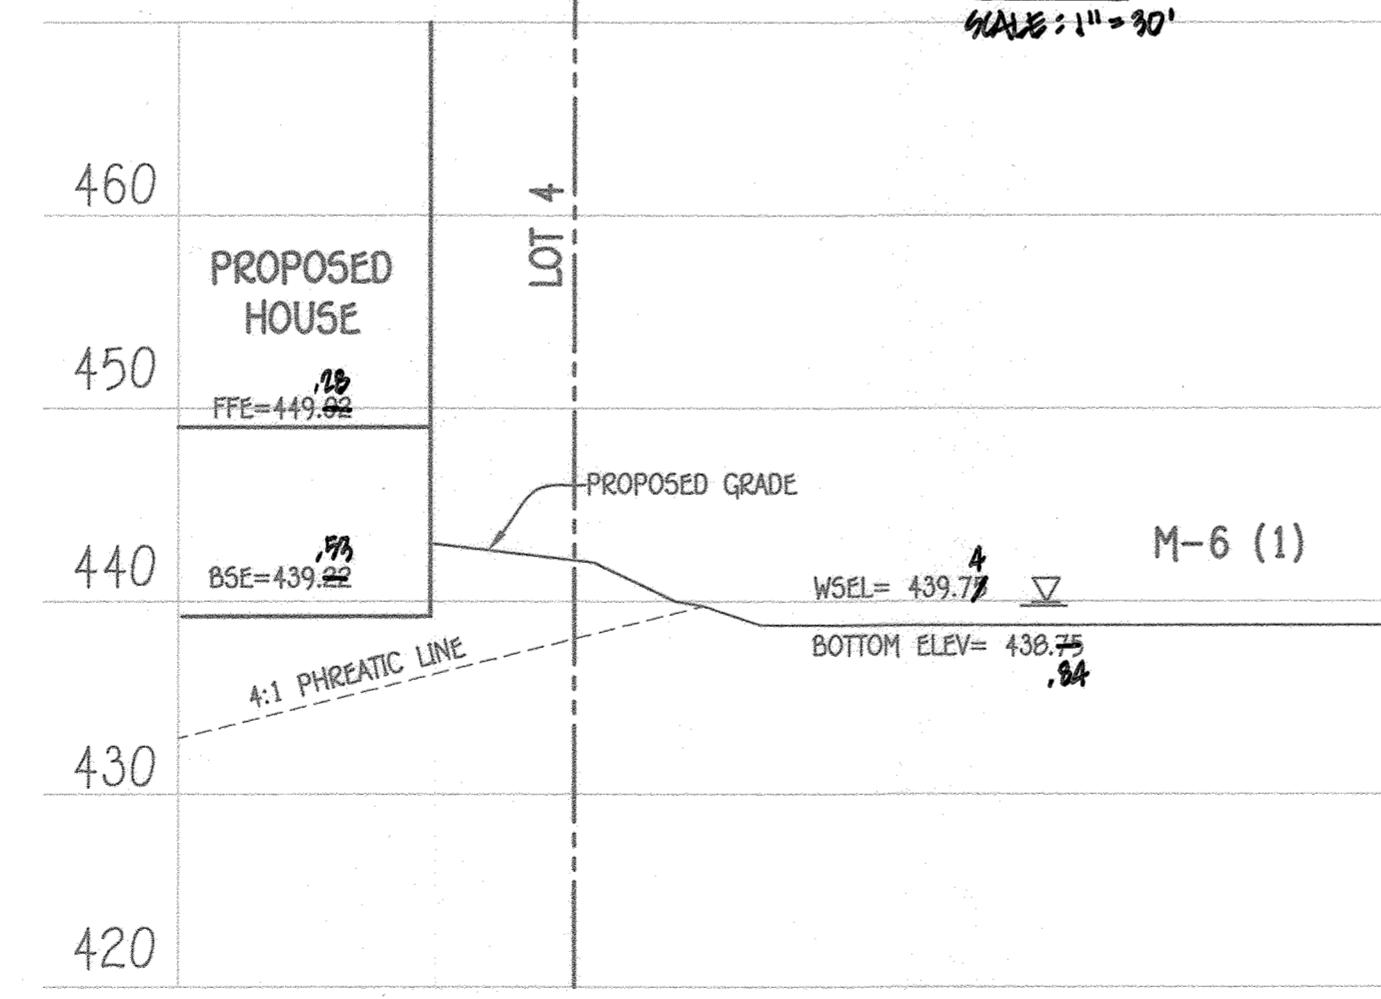 SCALE: 1" = 30'
460
LOT 4
PROPOSED
HOUSE
450
.28
FFE=449.02
PROPOSED GRADE
440
.53
BSE=439.22
4
WSEL= 439.75
M-6 (1)
BOTTOM ELEV= 438.75
.84
4:1 PHREATIC LINE
430
420